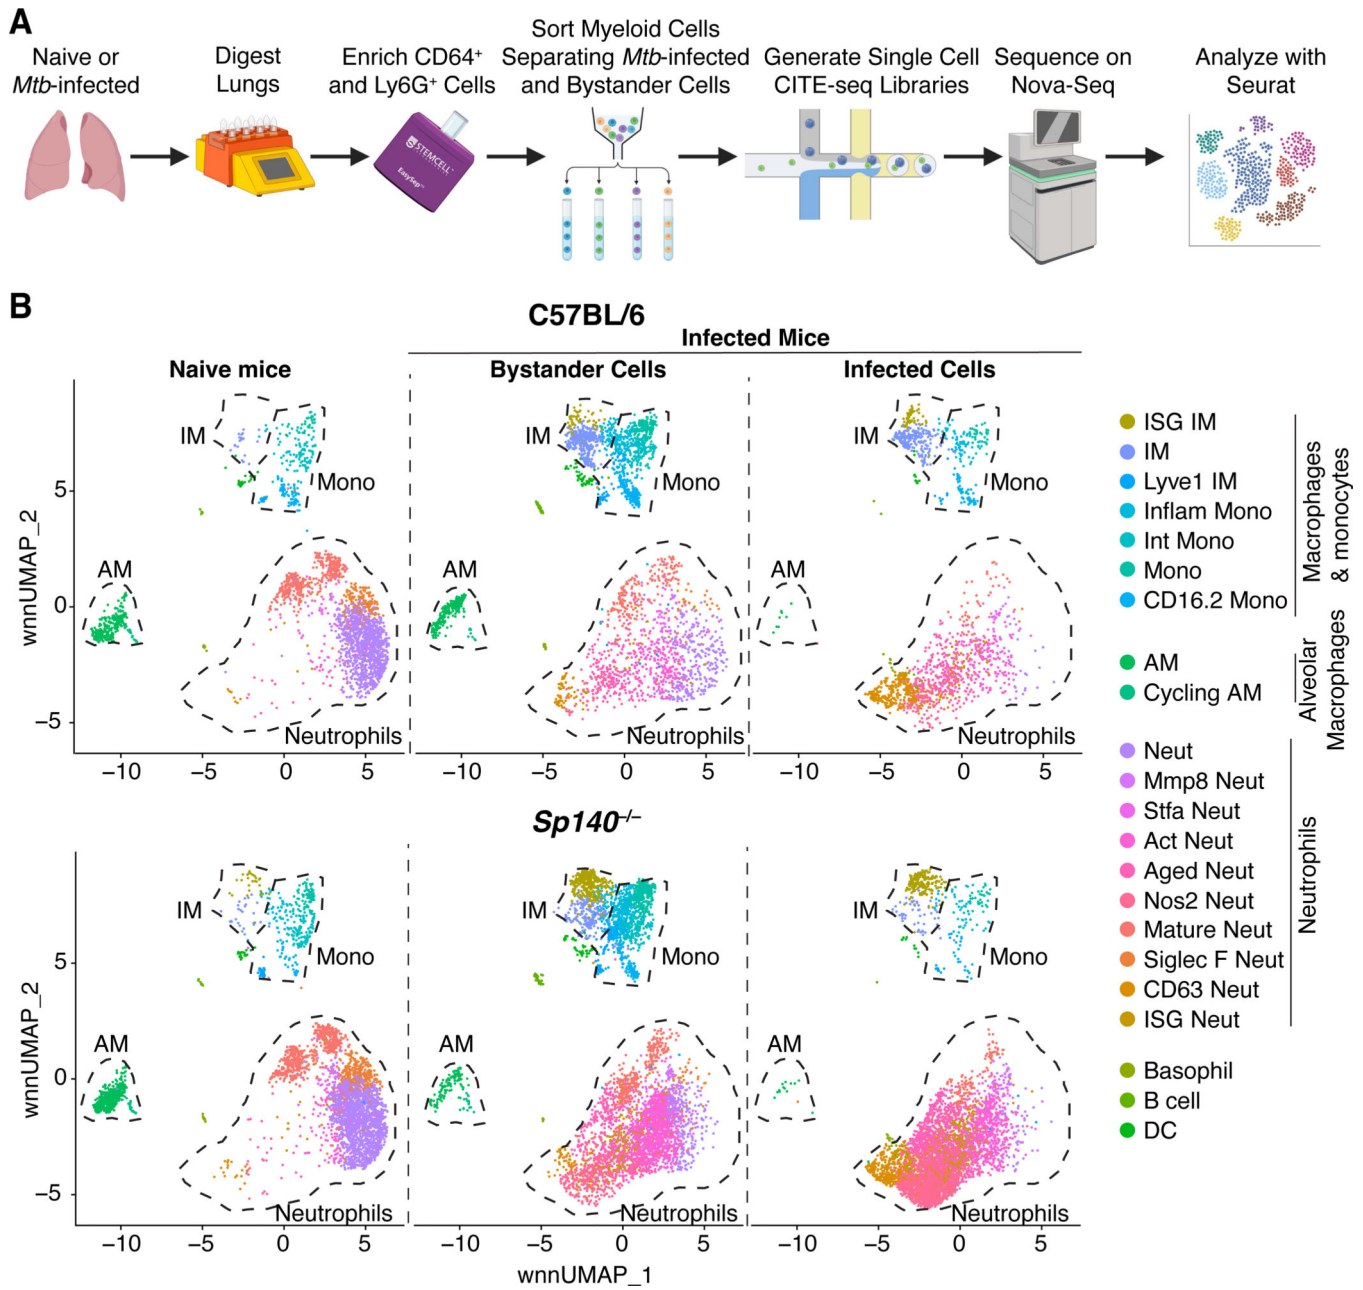 A
Naive or
Mtb-infected
Digest
Lungs
Enrich CD64+
and Ly6G+ Cells
Sort Myeloid Cells
Separating Mtb-infected
and Bystander Cells
Generate Single Cell
CITE-seq Libraries
Sequence on
Nova-Seq
Analyze with
Seurat
STEMCELL
EasySep™
B
C57BL/6
Infected Mice
Naive mice
Bystander Cells
Infected Cells
IM
Mono
AM
Neutrophils
IM
Mono
AM
Neutrophils
IM
Mono
AM
Neutrophils
wnnUMAP_2
5
0
−5
−10
−5
0
5
−10
−5
0
5
−10
−5
0
5
Sp140–/–
IM
Mono
AM
Neutrophils
IM
Mono
AM
Neutrophils
IM
Mono
AM
Neutrophils
wnnUMAP_2
5
0
−5
−10
−5
0
5
−10
−5
0
5
−10
−5
0
5
wnnUMAP_1
ISG IM
IM
Lyve1 IM
Inflam Mono
Int Mono
Mono
CD16.2 Mono
Macrophages
& monocytes
AM
Cycling AM
Alveolar
Macrophages
Neut
Mmp8 Neut
Stfa Neut
Act Neut
Aged Neut
Nos2 Neut
Mature Neut
Siglec F Neut
CD63 Neut
ISG Neut
Neutrophils
Basophil
B cell
DC